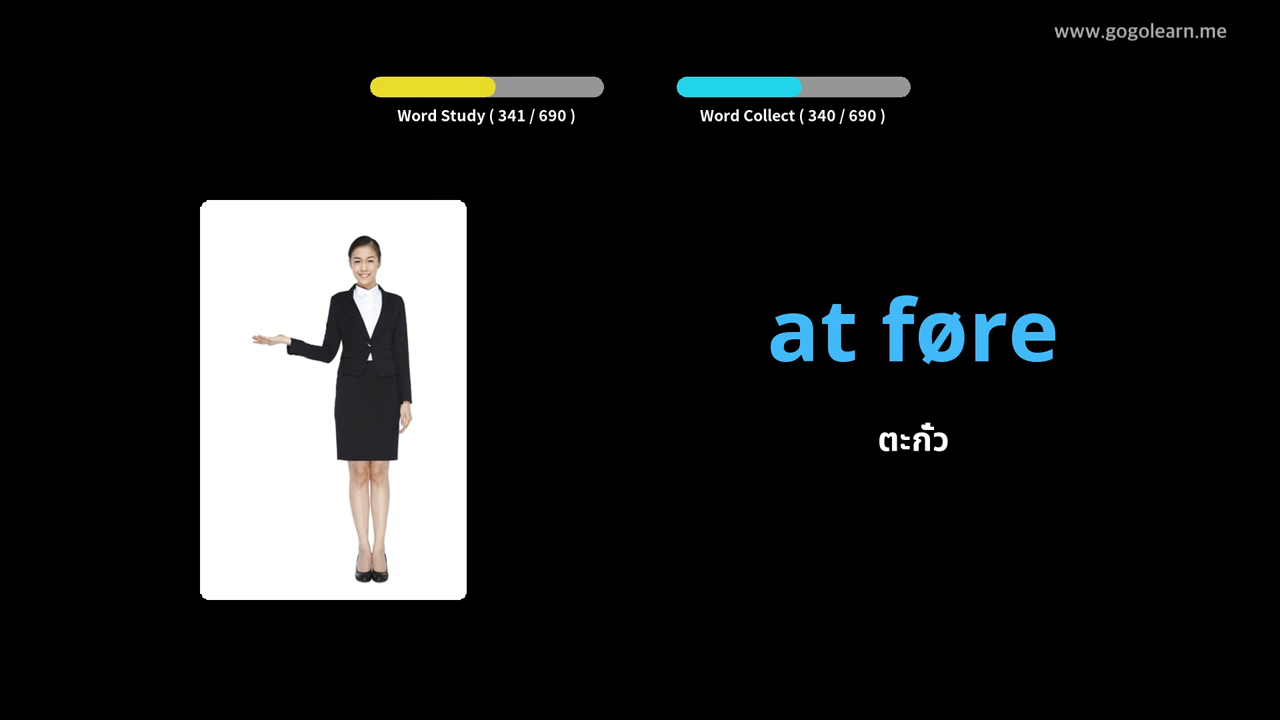 www.gogolearn.me
Word Study ( 341 / 690 )
Word Collect ( 340 / 690 )
at føre
ตะกั่ว